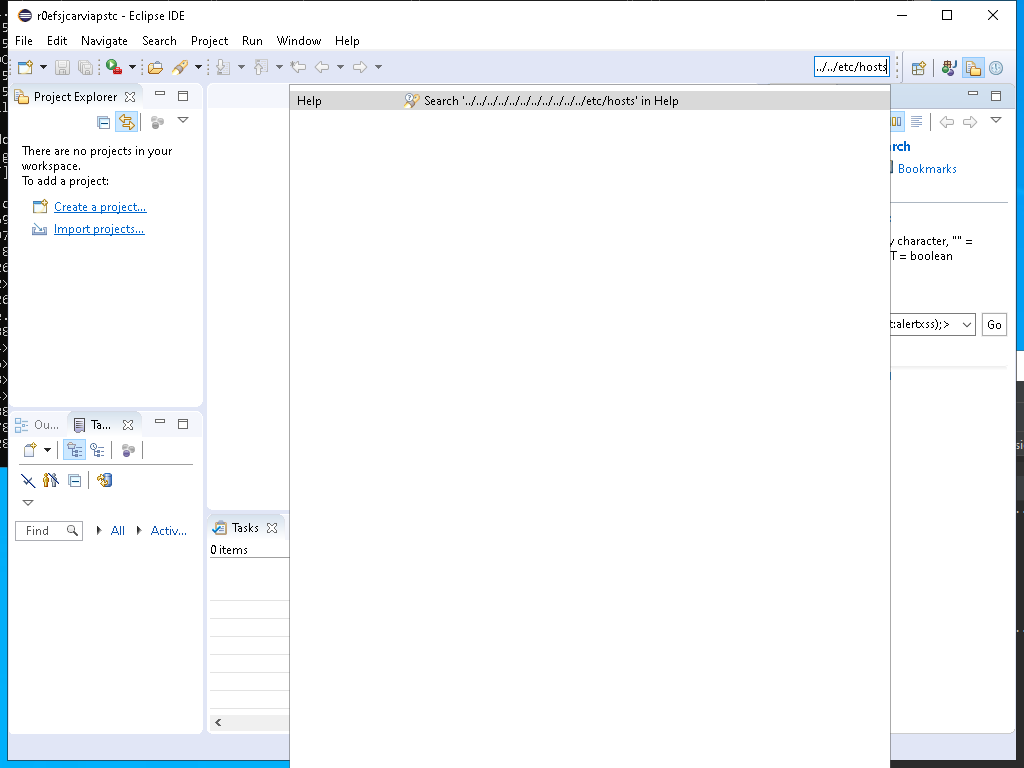 r0efsjcarviapstc - Eclipse IDE
File Edit Navigate Search Project Run Window Help
../../etc/hosts
Project Explorer
Help Search '../../../../../../../../../../../etc/hosts' in Help
There are no projects in your
workspace.
To add a project:
Create a project...
Import projects...
rch
Bookmarks
character, "" =
T = boolean
t:alertxss);>
Go
Ou...
Ta...
Find
All
Activ...
Tasks
0 items